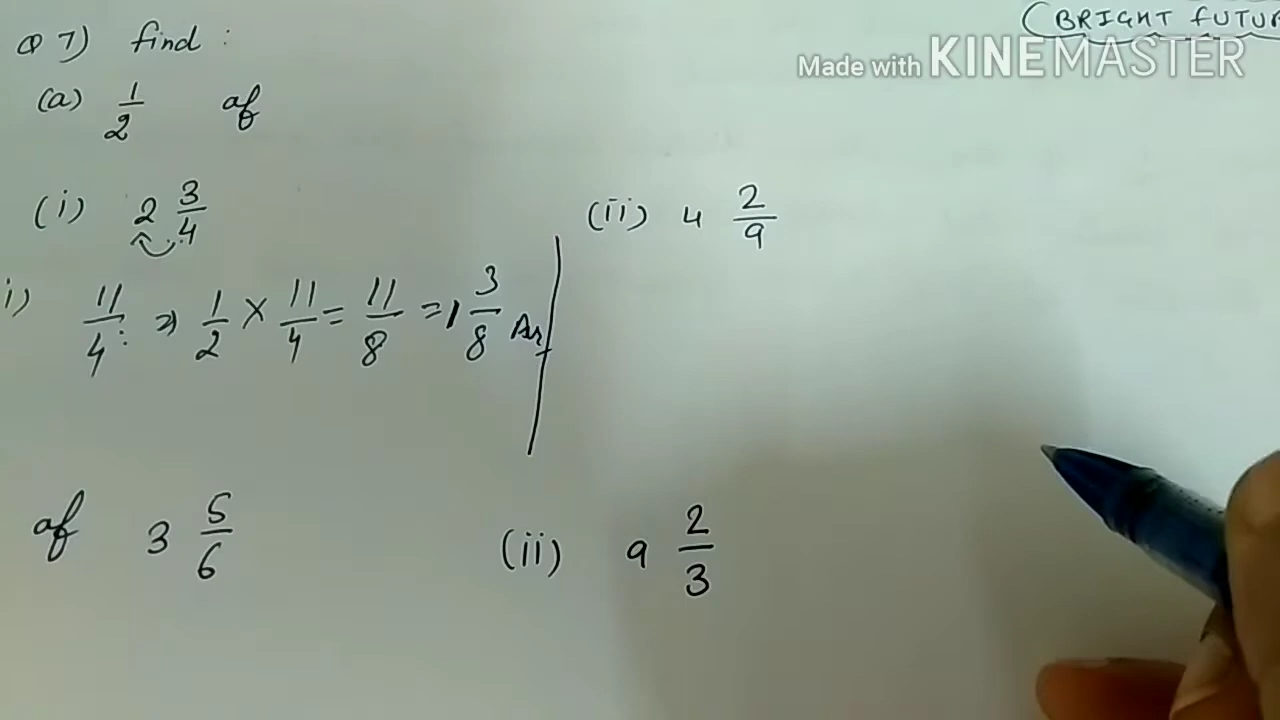 (BRIGHT FUTUR
Made with KINEMASTER
Q 7) find :
(a) 1/2 of
(i) 2 3/4
(ii) 4 2/9
i) 11/4 ⇒ 1/2 × 11/4 = 11/8 = 1 3/8 Ans
of 3 5/6
(ii) 9 2/3